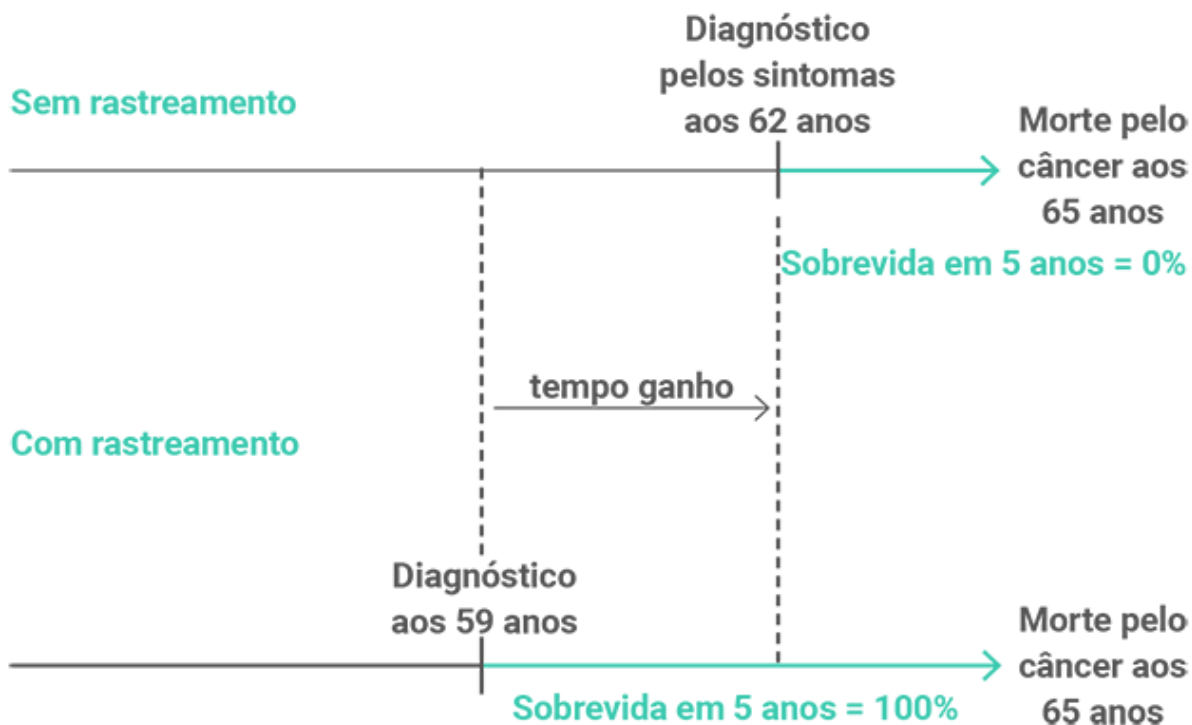 Diagnóstico
pelos sintomas
aos 62 anos
Sem rastreamento
Morte pelo
câncer aos
65 anos
Sobrevida em 5 anos = 0%
tempo ganho
Com rastreamento
Diagnóstico
aos 59 anos
Morte pelo
câncer aos
65 anos
Sobrevida em 5 anos = 100%